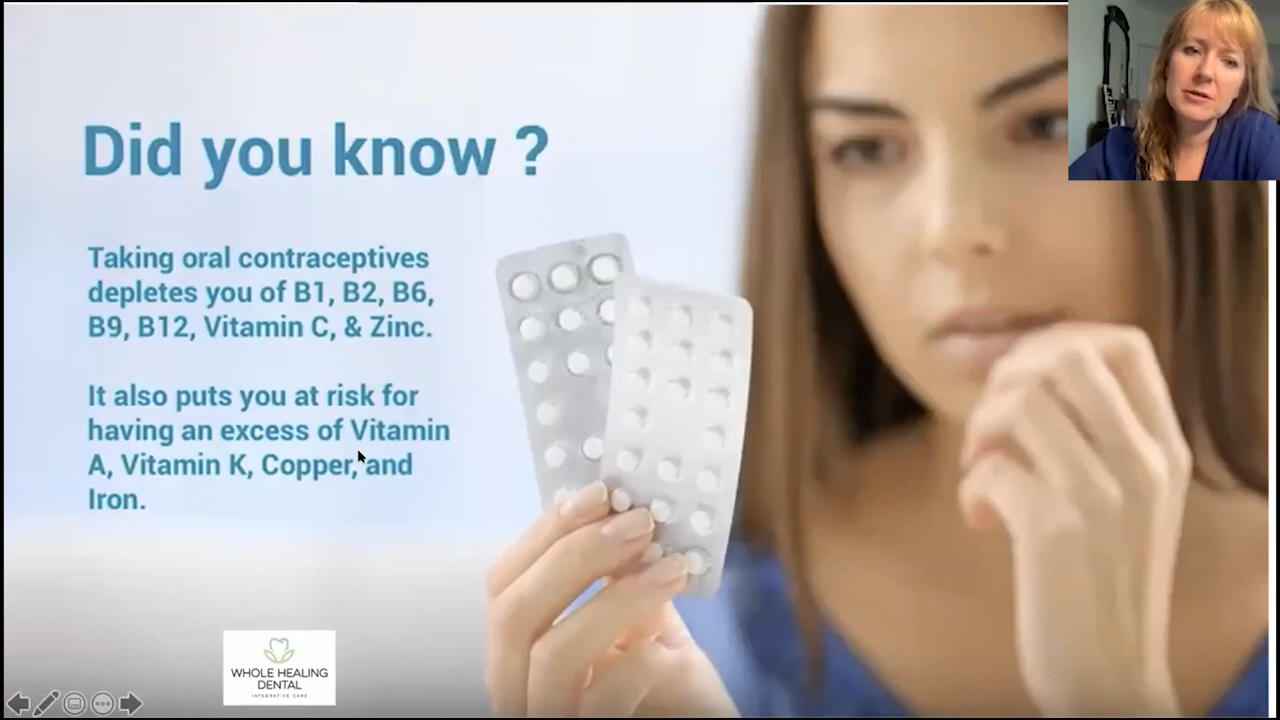 Did you know ?
Taking oral contraceptives
depletes you of B1, B2, B6,
B9, B12, Vitamin C, & Zinc.
It also puts you at risk for
having an excess of Vitamin
A, Vitamin K, Copper, and
Iron.
WHOLE HEALING
DENTAL
INTEGRATIVE CARE